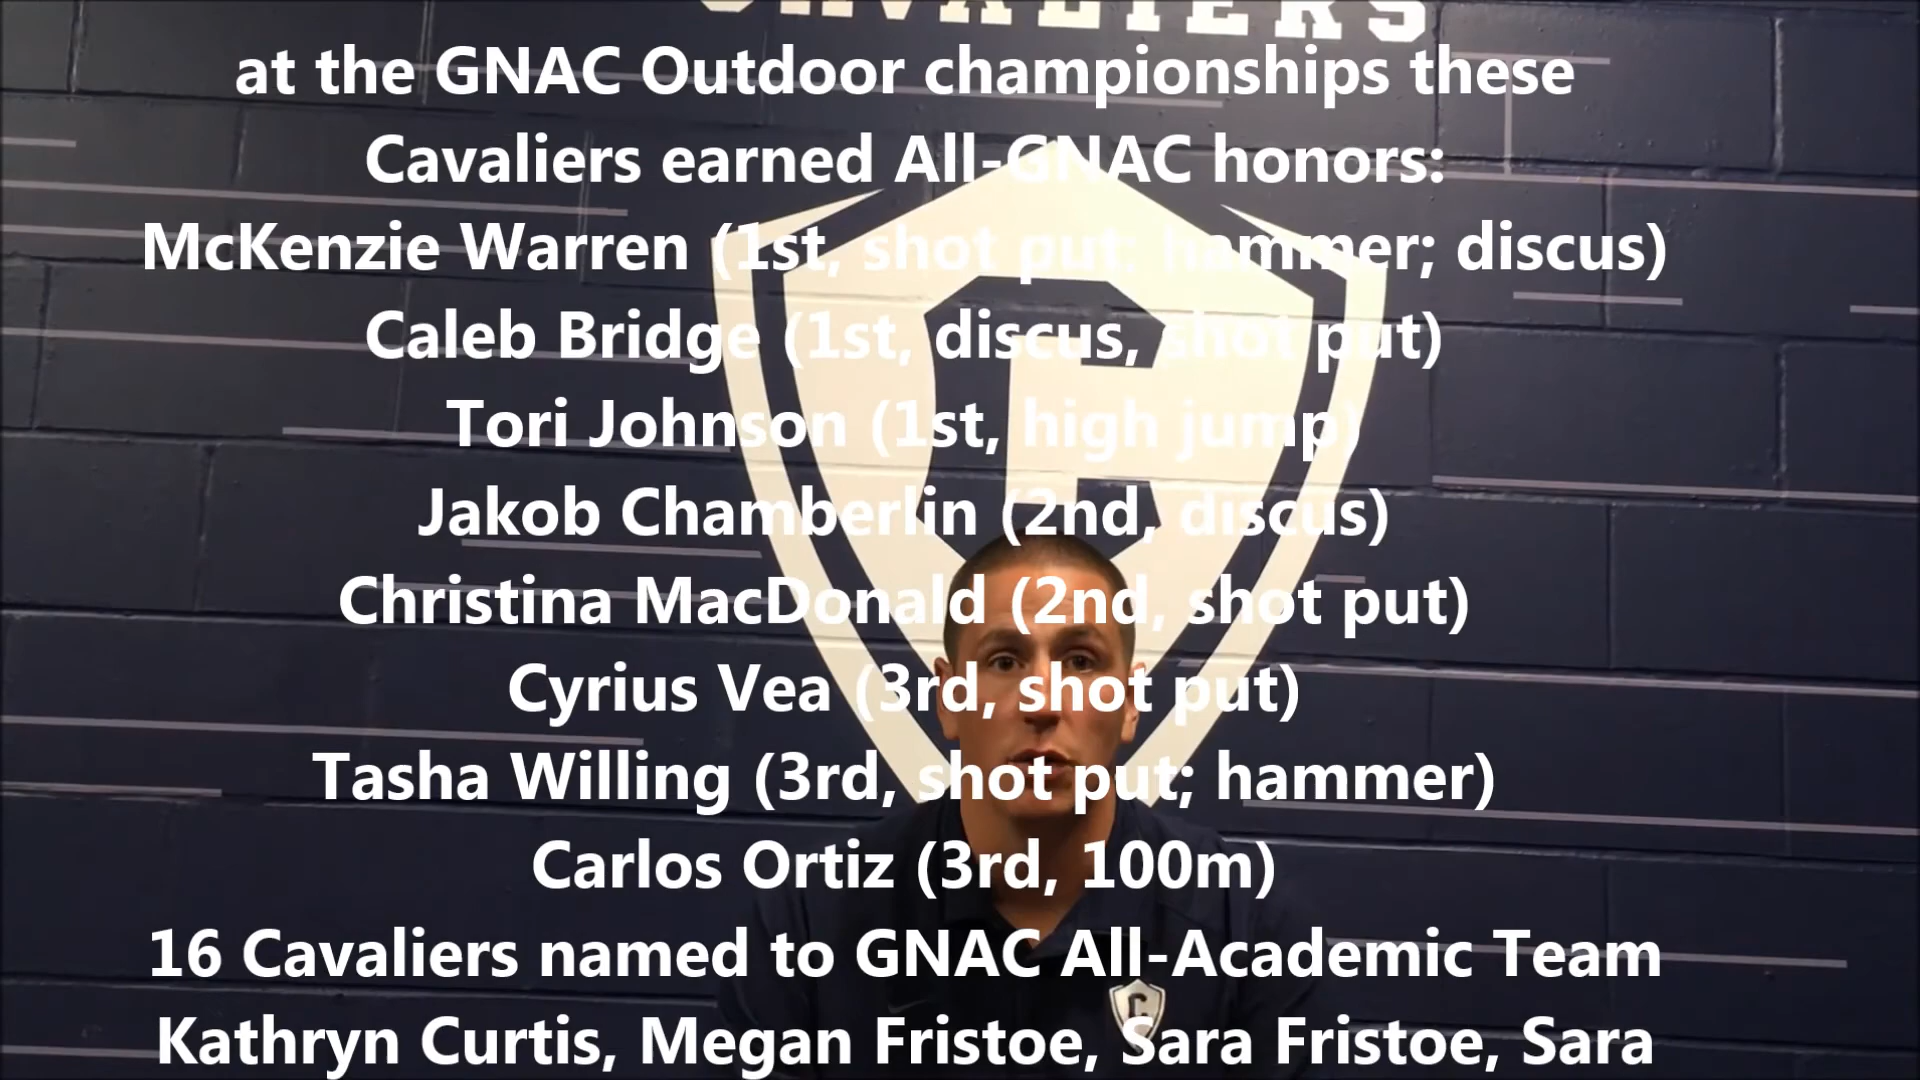 CAVALIERS
at the GNAC Outdoor championships these
Cavaliers earned All-GNAC honors:
McKenzie Warren (1st, shot put; hammer; discus)
Caleb Bridge (1st, discus, shot put)
Tori Johnson (1st, high jump)
Jakob Chamberlin (2nd, discus)
Christina MacDonald (2nd, shot put)
Cyrius Vea (3rd, shot put)
Tasha Willing (3rd, shot put; hammer)
Carlos Ortiz (3rd, 100m)
16 Cavaliers named to GNAC All-Academic Team
Kathryn Curtis, Megan Fristoe, Sara Fristoe, Sara